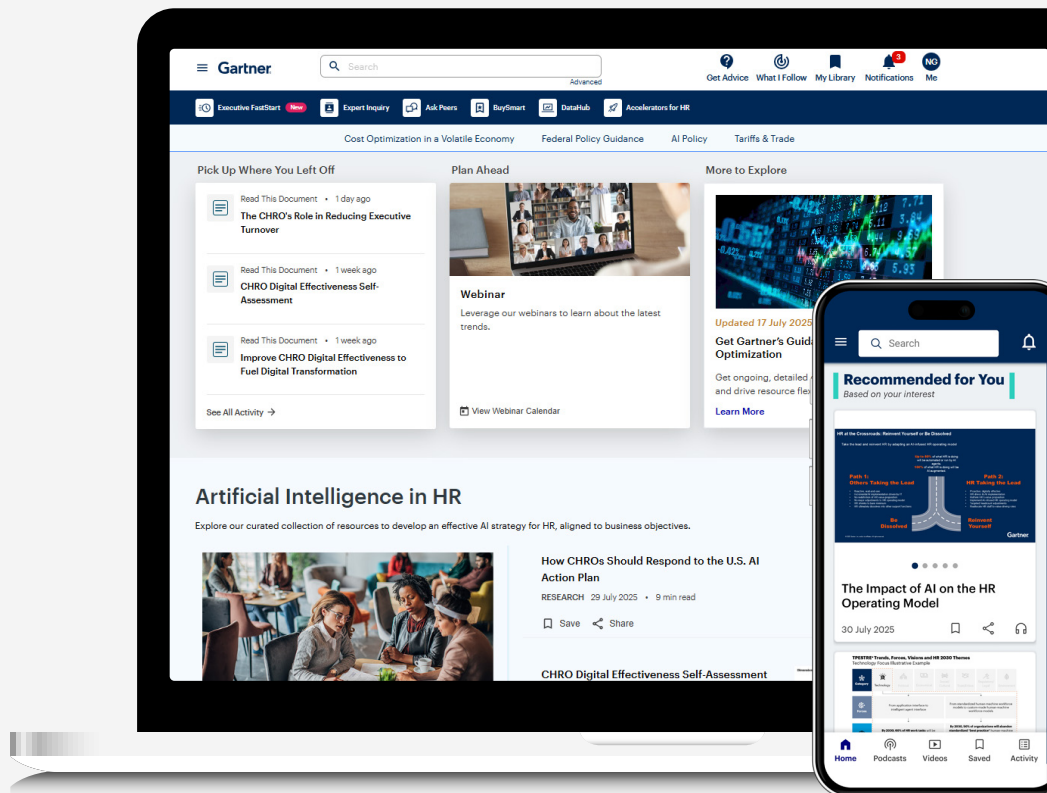 Gartner
Search
Advanced
Get Advice
What I Follow
My Library
3
Notifications
NG
Me
Executive FastStart New
Expert Inquiry
Ask Peers
BuySmart
DataHub
Accelerators for HR
Cost Optimization in a Volatile Economy
Federal Policy Guidance
AI Policy
Tariffs & Trade
Pick Up Where You Left Off
Read This Document • 1 day ago
The CHRO's Role in Reducing Executive
Turnover
Read This Document • 1 week ago
CHRO Digital Effectiveness Self-
Assessment
Read This Document • 1 week ago
Improve CHRO Digital Effectiveness to
Fuel Digital Transformation
See All Activity →
Plan Ahead
Webinar
Leverage our webinars to learn about the latest
trends.
View Webinar Calendar
More to Explore
Updated 17 July 2025
Get Gartner's
Optimization
Get ongoing, detailed
and drive resource
Learn More
Artificial Intelligence in HR
Explore our curated collection of resources to develop an effective AI strategy for HR, aligned to business objectives.
How CHROs Should Respond to the U.S. AI
Action Plan
RESEARCH 29 July 2025 • 9 min read
Save
Share
CHRO Digital Effectiveness Self-Assessment
Search
Recommended for You
Based on your interest
HR at the Crossroads: Reinvent Yourself or Be Dissolved
Path 1:
Others Taking the Lead
Path 2:
HR Taking the Lead
Be
Dissolved
Reinvent
Yourself
Gartner
The Impact of AI on the HR
Operating Model
30 July 2025
Trends, Forces, Visions and HR 2030 Themes
Technology Focus Illustrative Example
Home
Podcasts
Videos
Saved
Activity